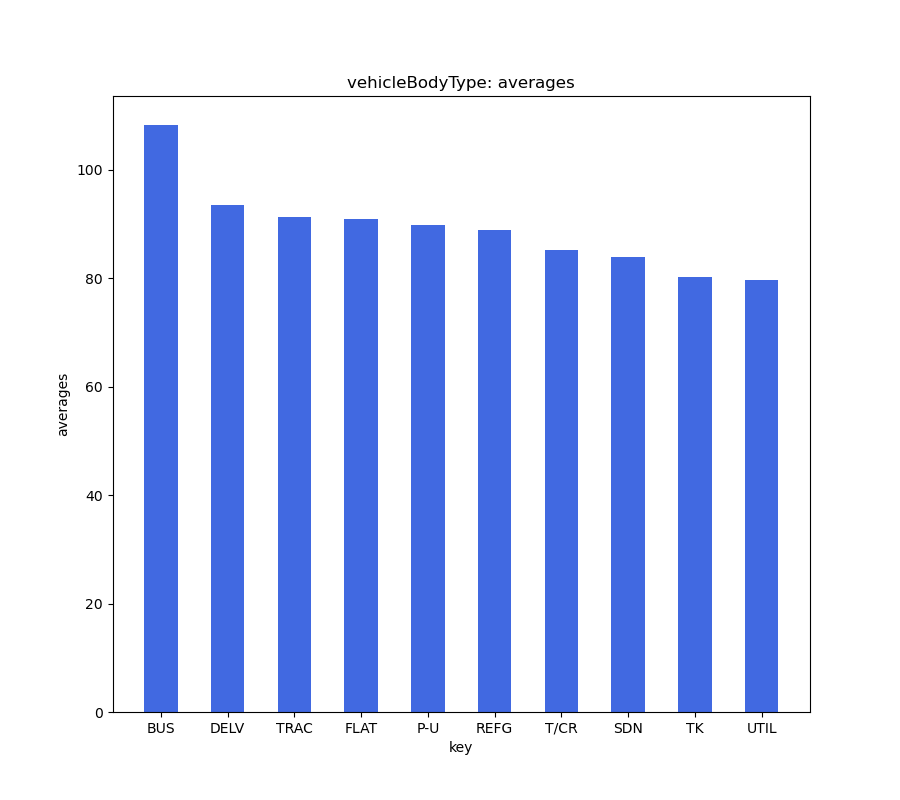 vehicleBodyType: averages
averages
100
80
60
40
20
0
BUS DELV TRAC FLAT P-U REFG T/CR SDN TK UTIL
key